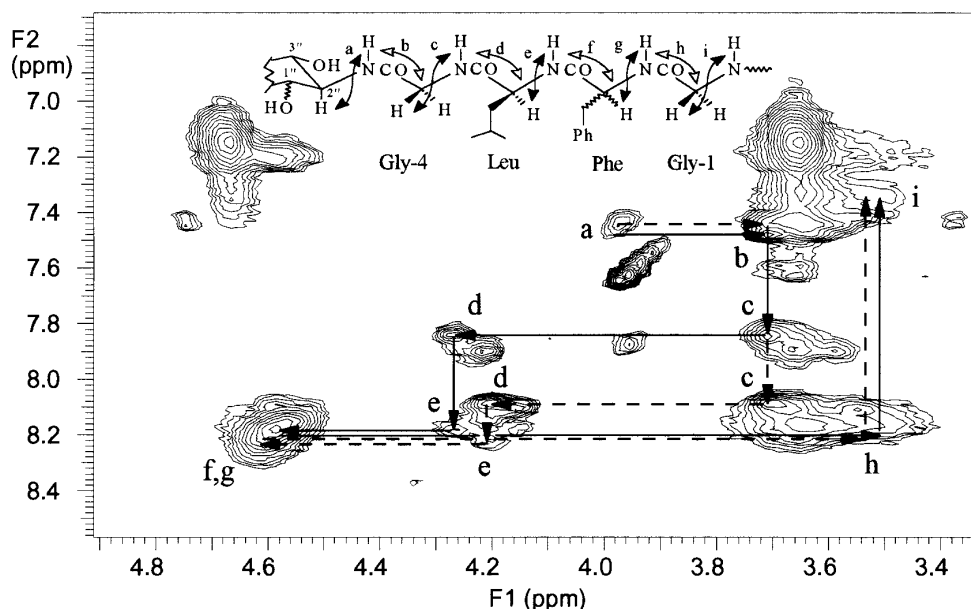 F2
(ppm)
7.0
7.2
7.4
7.6
7.8
8.0
8.2
8.4
3'' OH a H b c H d e H f g H h i H
1'' N CO N CO N CO N CO N
HO H 2'' H H H Ph H H H
Gly-4 Leu Phe Gly-1
i
a
b
d c
d c
e
f,g e h
4.8 4.6 4.4 4.2 4.0 3.8 3.6 3.4
F1 (ppm)